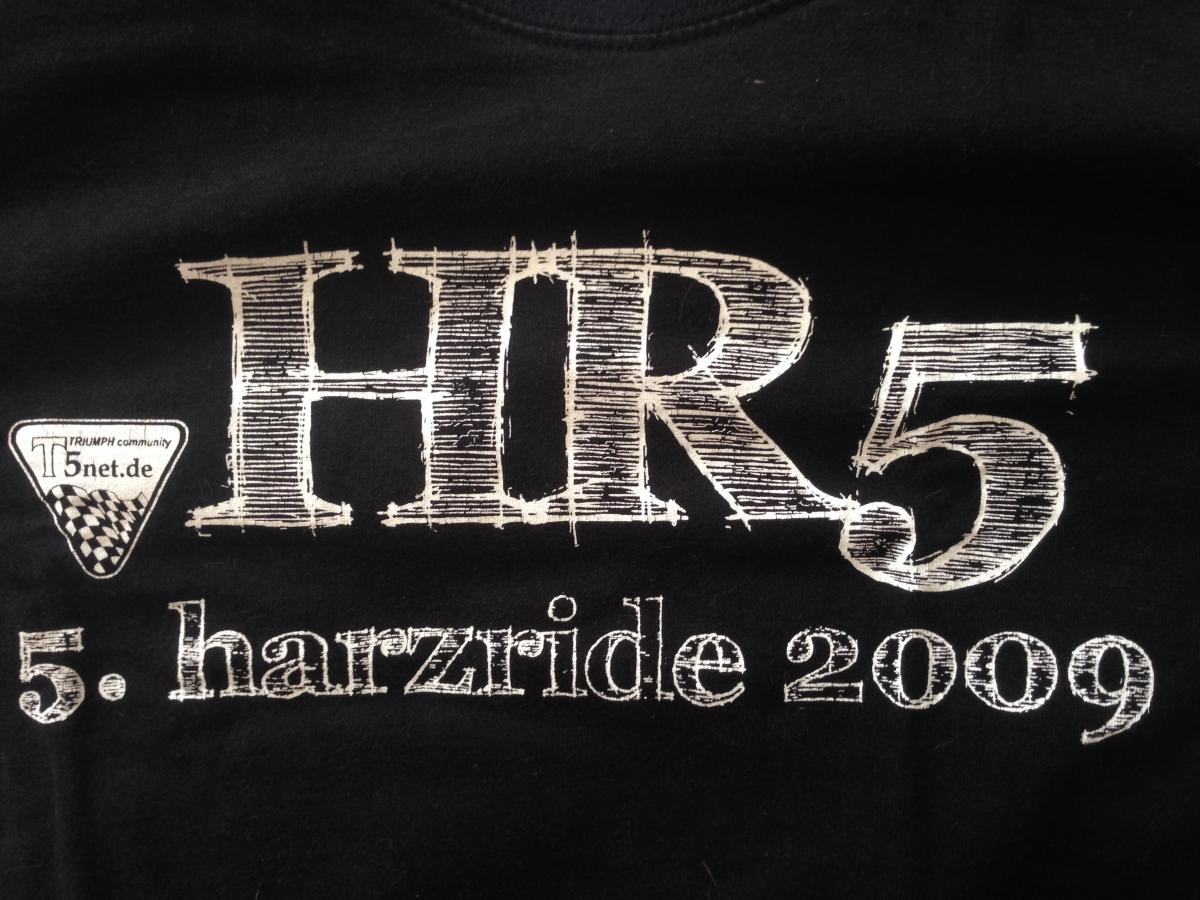 HR5
TRIUMPH community
T5net.de
5. harzride 2009